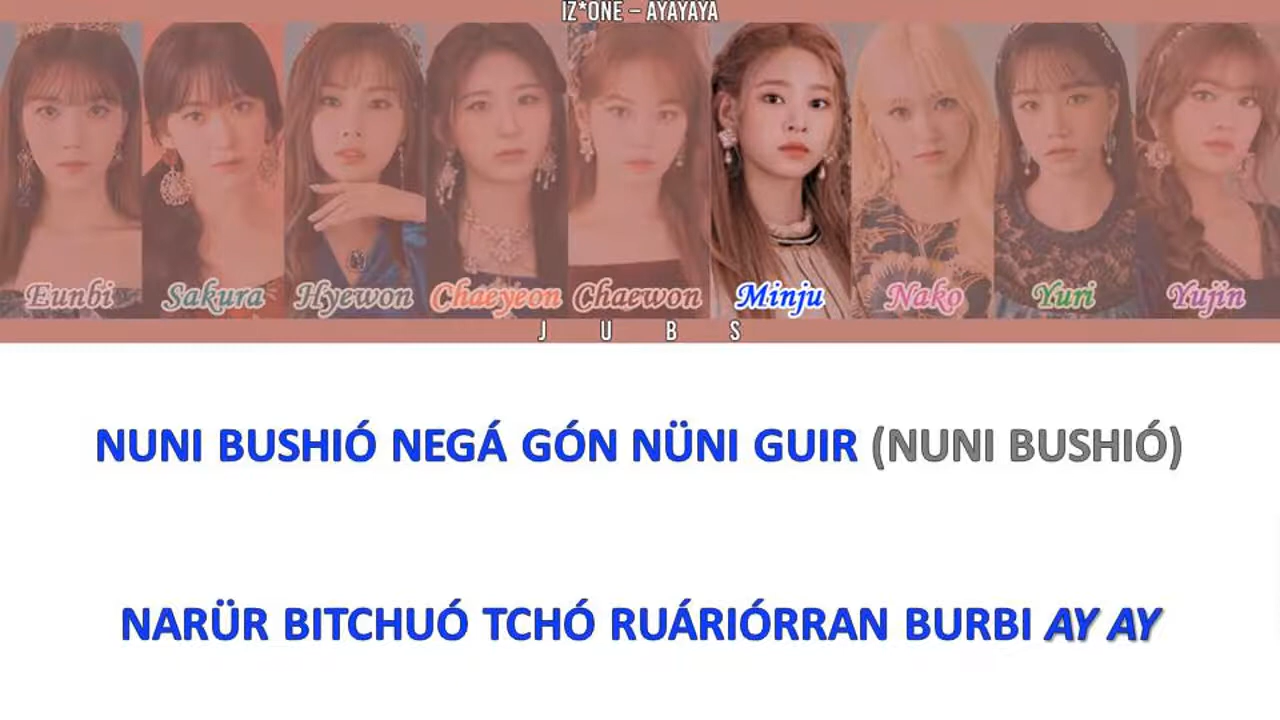 IZ*ONE – AYAYAYA
Eunbi Sakura Hyewon Chaeyeon Chaewon Minju Nako Yuri Yujin
J U B S
NUNI BUSHIÓ NEGÁ GÓN NÜNI GUIR (NUNI BUSHIÓ)
NARÜR BITCHUÓ TCHÓ RUÁRIÓRRAN BURBI AY AY